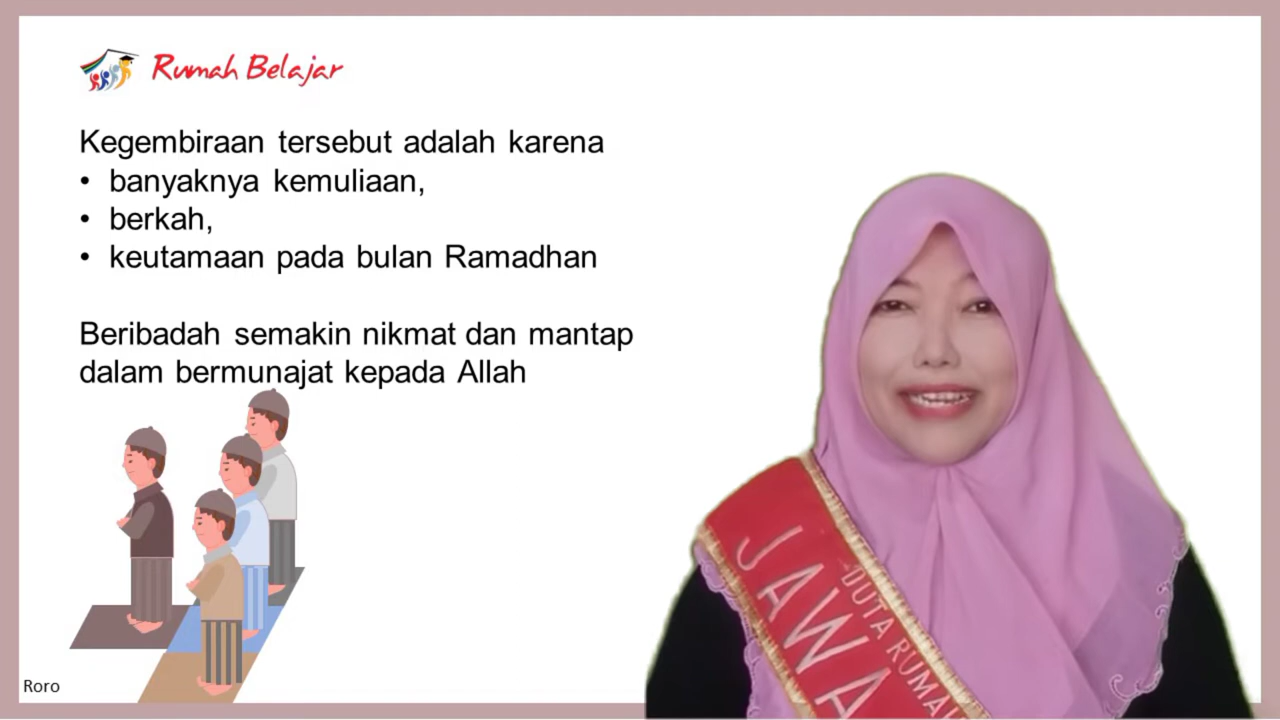 Rumah Belajar
Kegembiraan tersebut adalah karena
• banyaknya kemuliaan,
• berkah,
• keutamaan pada bulan Ramadhan
Beribadah semakin nikmat dan mantap
dalam bermunajat kepada Allah
DUTA RUMA
JAWA
Roro